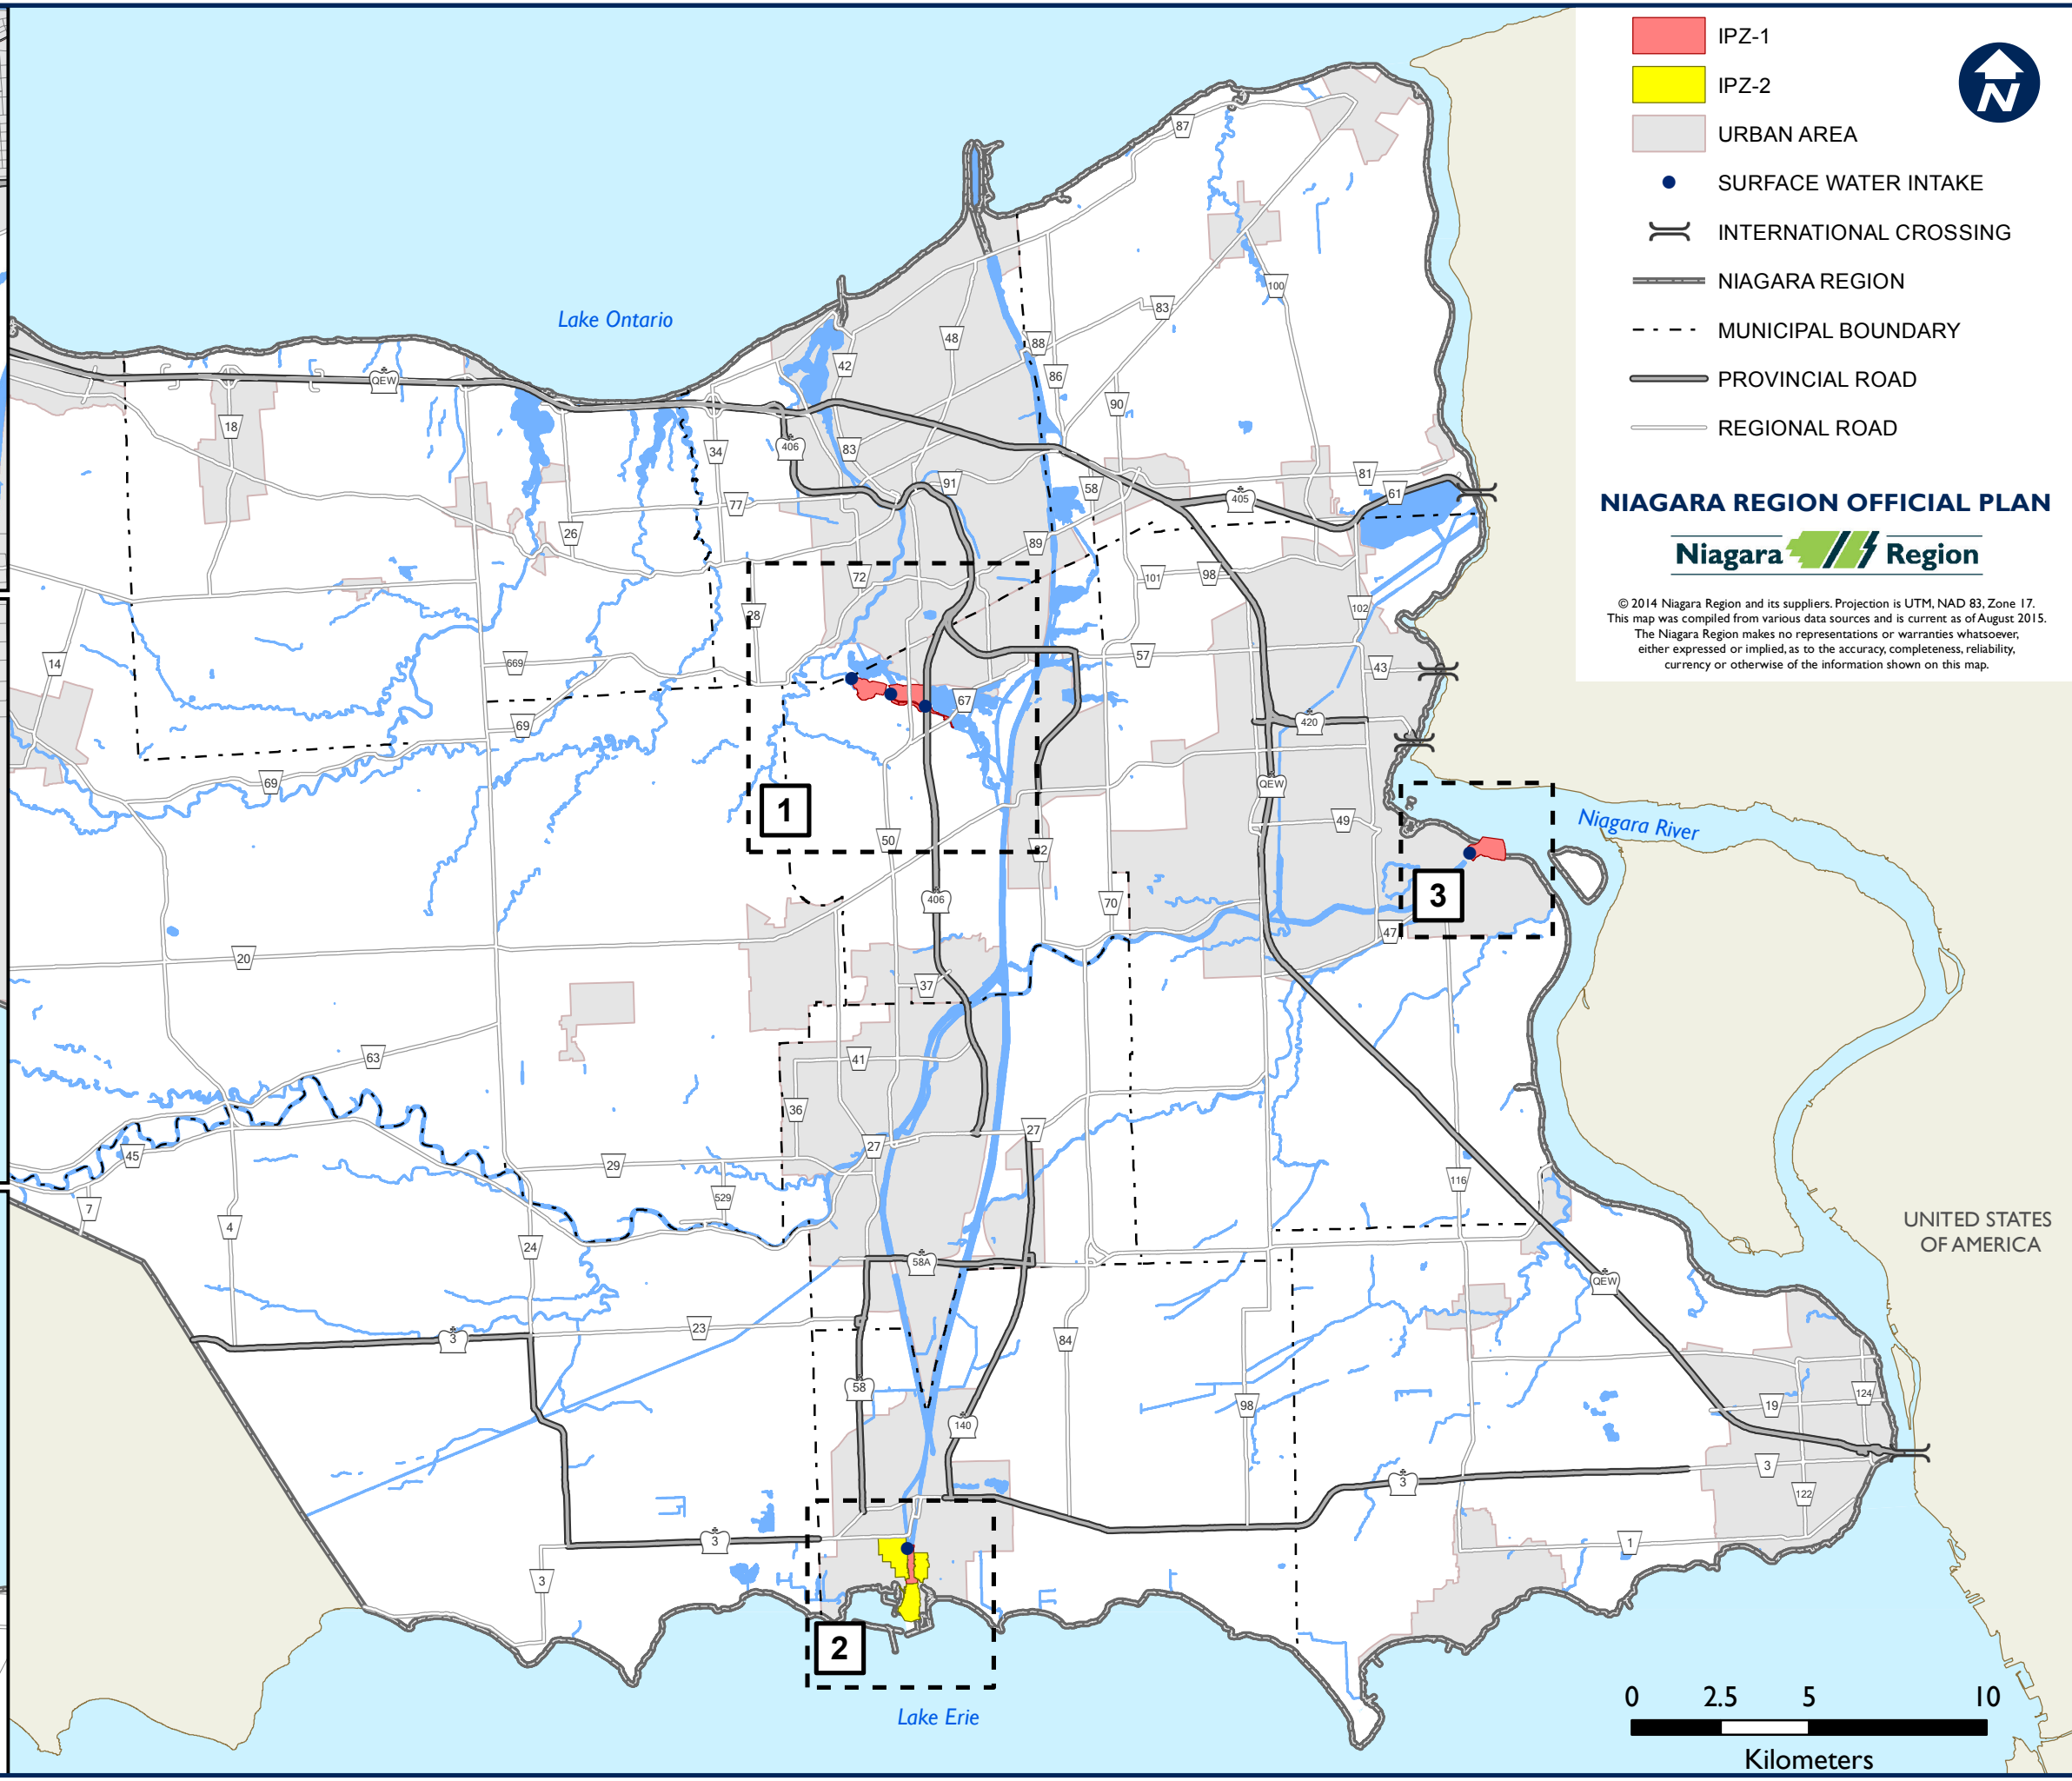 IPZ-1
IPZ-2
URBAN AREA
SURFACE WATER INTAKE
INTERNATIONAL CROSSING
NIAGARA REGION
MUNICIPAL BOUNDARY
PROVINCIAL ROAD
REGIONAL ROAD
N
NIAGARA REGION OFFICIAL PLAN
Niagara Region
© 2014 Niagara Region and its suppliers. Projection is UTM, NAD 83, Zone 17.
This map was compiled from various data sources and is current as of August 2015.
The Niagara Region makes no representations or warranties whatsoever,
either expressed or implied, as to the accuracy, completeness, reliability,
currency or otherwise of the information shown on this map.
87
100
83
Lake Ontario
48
88
42
86
QEW
90
18
34
406
83
81
91
58
61
405
77
26
89
72
101
98
28
102
14
669
57
43
67
69
420
69
QEW
1
49
Niagara River
50
82
3
406
70
47
20
37
63
41
36
27
27
45
29
116
529
7
4
UNITED STATES
OF AMERICA
24
58A
QEW
3
23
84
58
124
98
19
140
3
3
122
3
1
3
2
Lake Erie
0 2.5 5 10
Kilometers